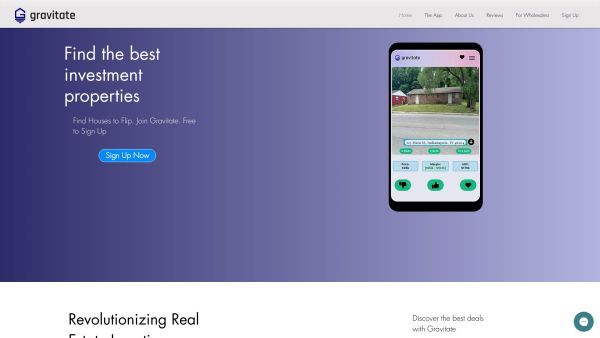 gravitate
Home The App About Us Reviews For Wholesalers Sign Up
Find the best
investment
properties
Find Houses to Flip. Join Gravitate. Free
to Sign Up
Sign Up Now
gravitate
Revolutionizing Real
Discover the best deals
with Gravitate